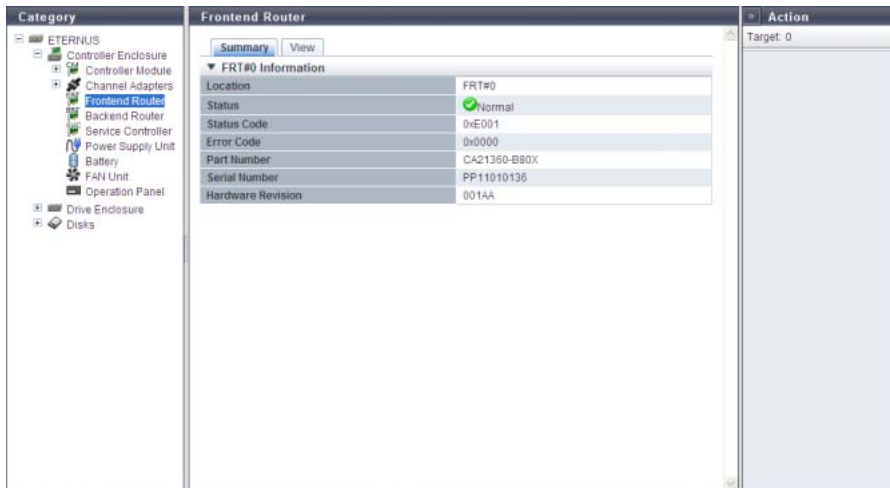 Category
ETERNUS
Controller Enclosure
Controller Module
Channel Adapters
Frontend Router
Backend Router
Service Controller
Power Supply Unit
Battery
FAN Unit
Operation Panel
Drive Enclosure
Disks
Frontend Router
Summary View
▼ FRT#0 Information
Location FRT#0
Status Normal
Status Code 0xE001
Error Code 0x0000
Part Number CA21360-B80X
Serial Number PP11010136
Hardware Revision 001AA
» Action
Target: 0